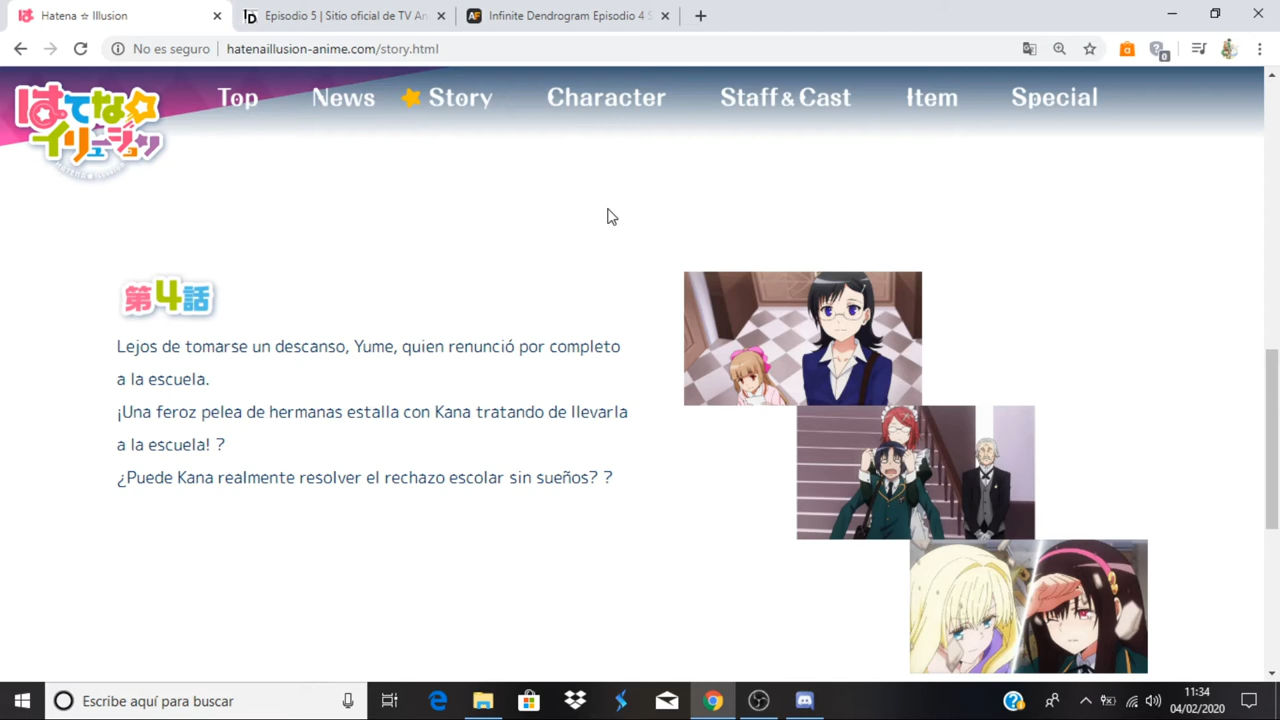 Hatena ☆ Illusion
Episodio 5 | Sitio oficial de TV An
Infinite Dendrogram Episodio 4 S
No es seguro
hatenaillusion-anime.com/story.html
はてな☆
イリュージョン
HATENA ILLUSION
Top
News
Story
Character
Staff & Cast
Item
Special
第4話
Lejos de tomarse un descanso, Yume, quien renunció por completo
a la escuela.
¡Una feroz pelea de hermanas estalla con Kana tratando de llevarla
a la escuela! ?
¿Puede Kana realmente resolver el rechazo escolar sin sueños? ?
Escribe aquí para buscar
11:34
04/02/2020